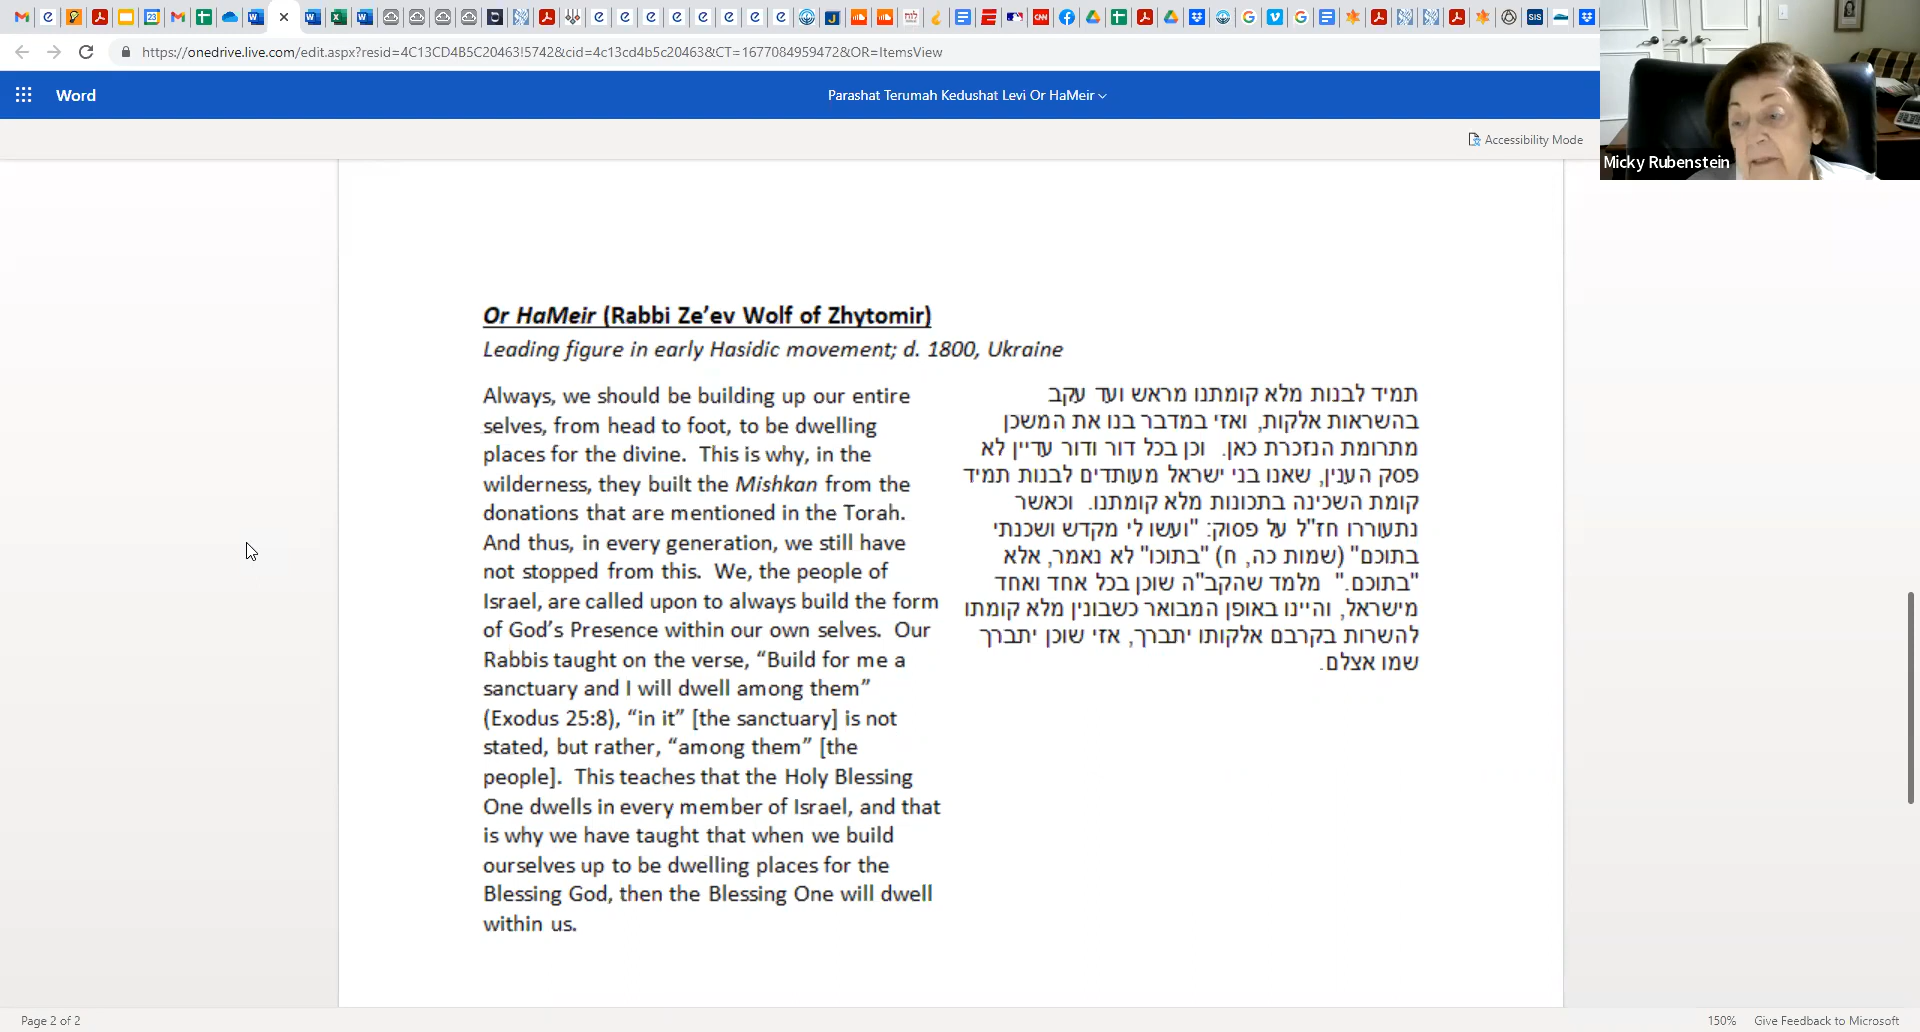 https://onedrive.live.com/edit.aspx?resid=4C13CD4B5C20463!5742&cid=4c13cd4b5c20463&CT=1677084959472&OR=ItemsView
Word
Parashat Terumah Kedushat Levi Or HaMeir
Accessibility Mode
Micky Rubenstein
Or HaMeir (Rabbi Ze’ev Wolf of Zhytomir)
Leading figure in early Hasidic movement; d. 1800, Ukraine
Always, we should be building up our entire
selves, from head to foot, to be dwelling
places for the divine.  This is why, in the
wilderness, they built the Mishkan from the
donations that are mentioned in the Torah.
And thus, in every generation, we still have
not stopped from this.  We, the people of
Israel, are called upon to always build the form
of God’s Presence within our own selves.  Our
Rabbis taught on the verse, “Build for me a
sanctuary and I will dwell among them”
(Exodus 25:8), “in it” [the sanctuary] is not
stated, but rather, “among them” [the
people].  This teaches that the Holy Blessing
One dwells in every member of Israel, and that
is why we have taught that when we build
ourselves up to be dwelling places for the
Blessing God, then the Blessing One will dwell
within us.
תמיד לבנות מלא קומתנו מראש ועד עקב
בהשראות אלקות, ואזי במדבר בנו את המשכן
מתרומת הנזכרת כאן.  וכן בכל דור ודור עדיין לא
פסק הענין, שאנו בני ישראל מעותדים לבנות תמיד
קומת השכינה בתכונות מלא קומתנו.  וכאשר
נתעוררו חז"ל על פסוק: "ועשו לי מקדש ושכנתי
בתוכם" (שמות כה, ח) "בתוכו" לא נאמר, אלא
"בתוכם."  מלמד שהקב"ה שוכן בכל אחד ואחד
מישראל, והיינו באופן המבואר כשבונין מלא קומתו
להשרות בקרבם אלקותו יתברך, אזי שוכן יתברך
שמו אצלם.
Page 2 of 2
150%
Give Feedback to Microsoft